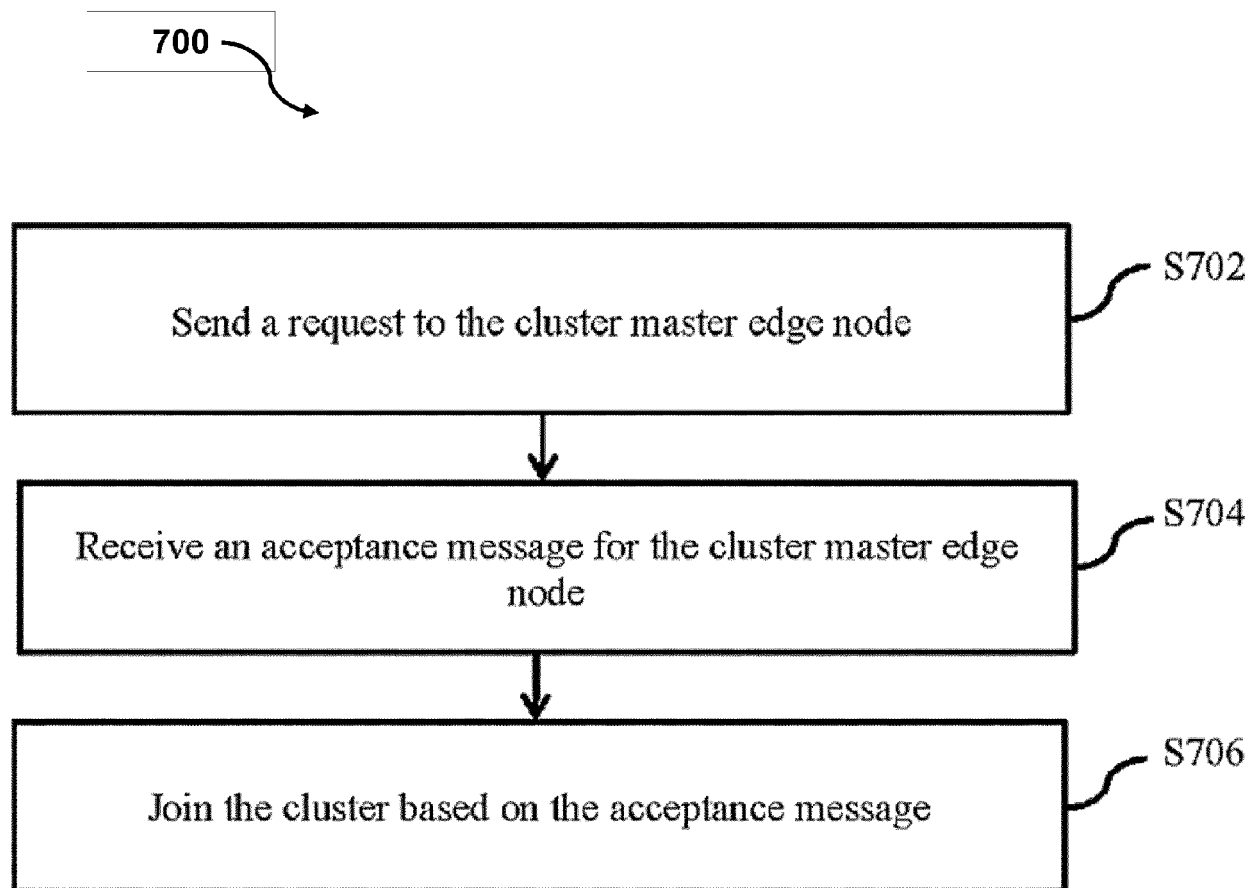 700
S702
Send a request to the cluster master edge node
S704
Receive an acceptance message for the cluster master edge
node
S706
Join the cluster based on the acceptance message